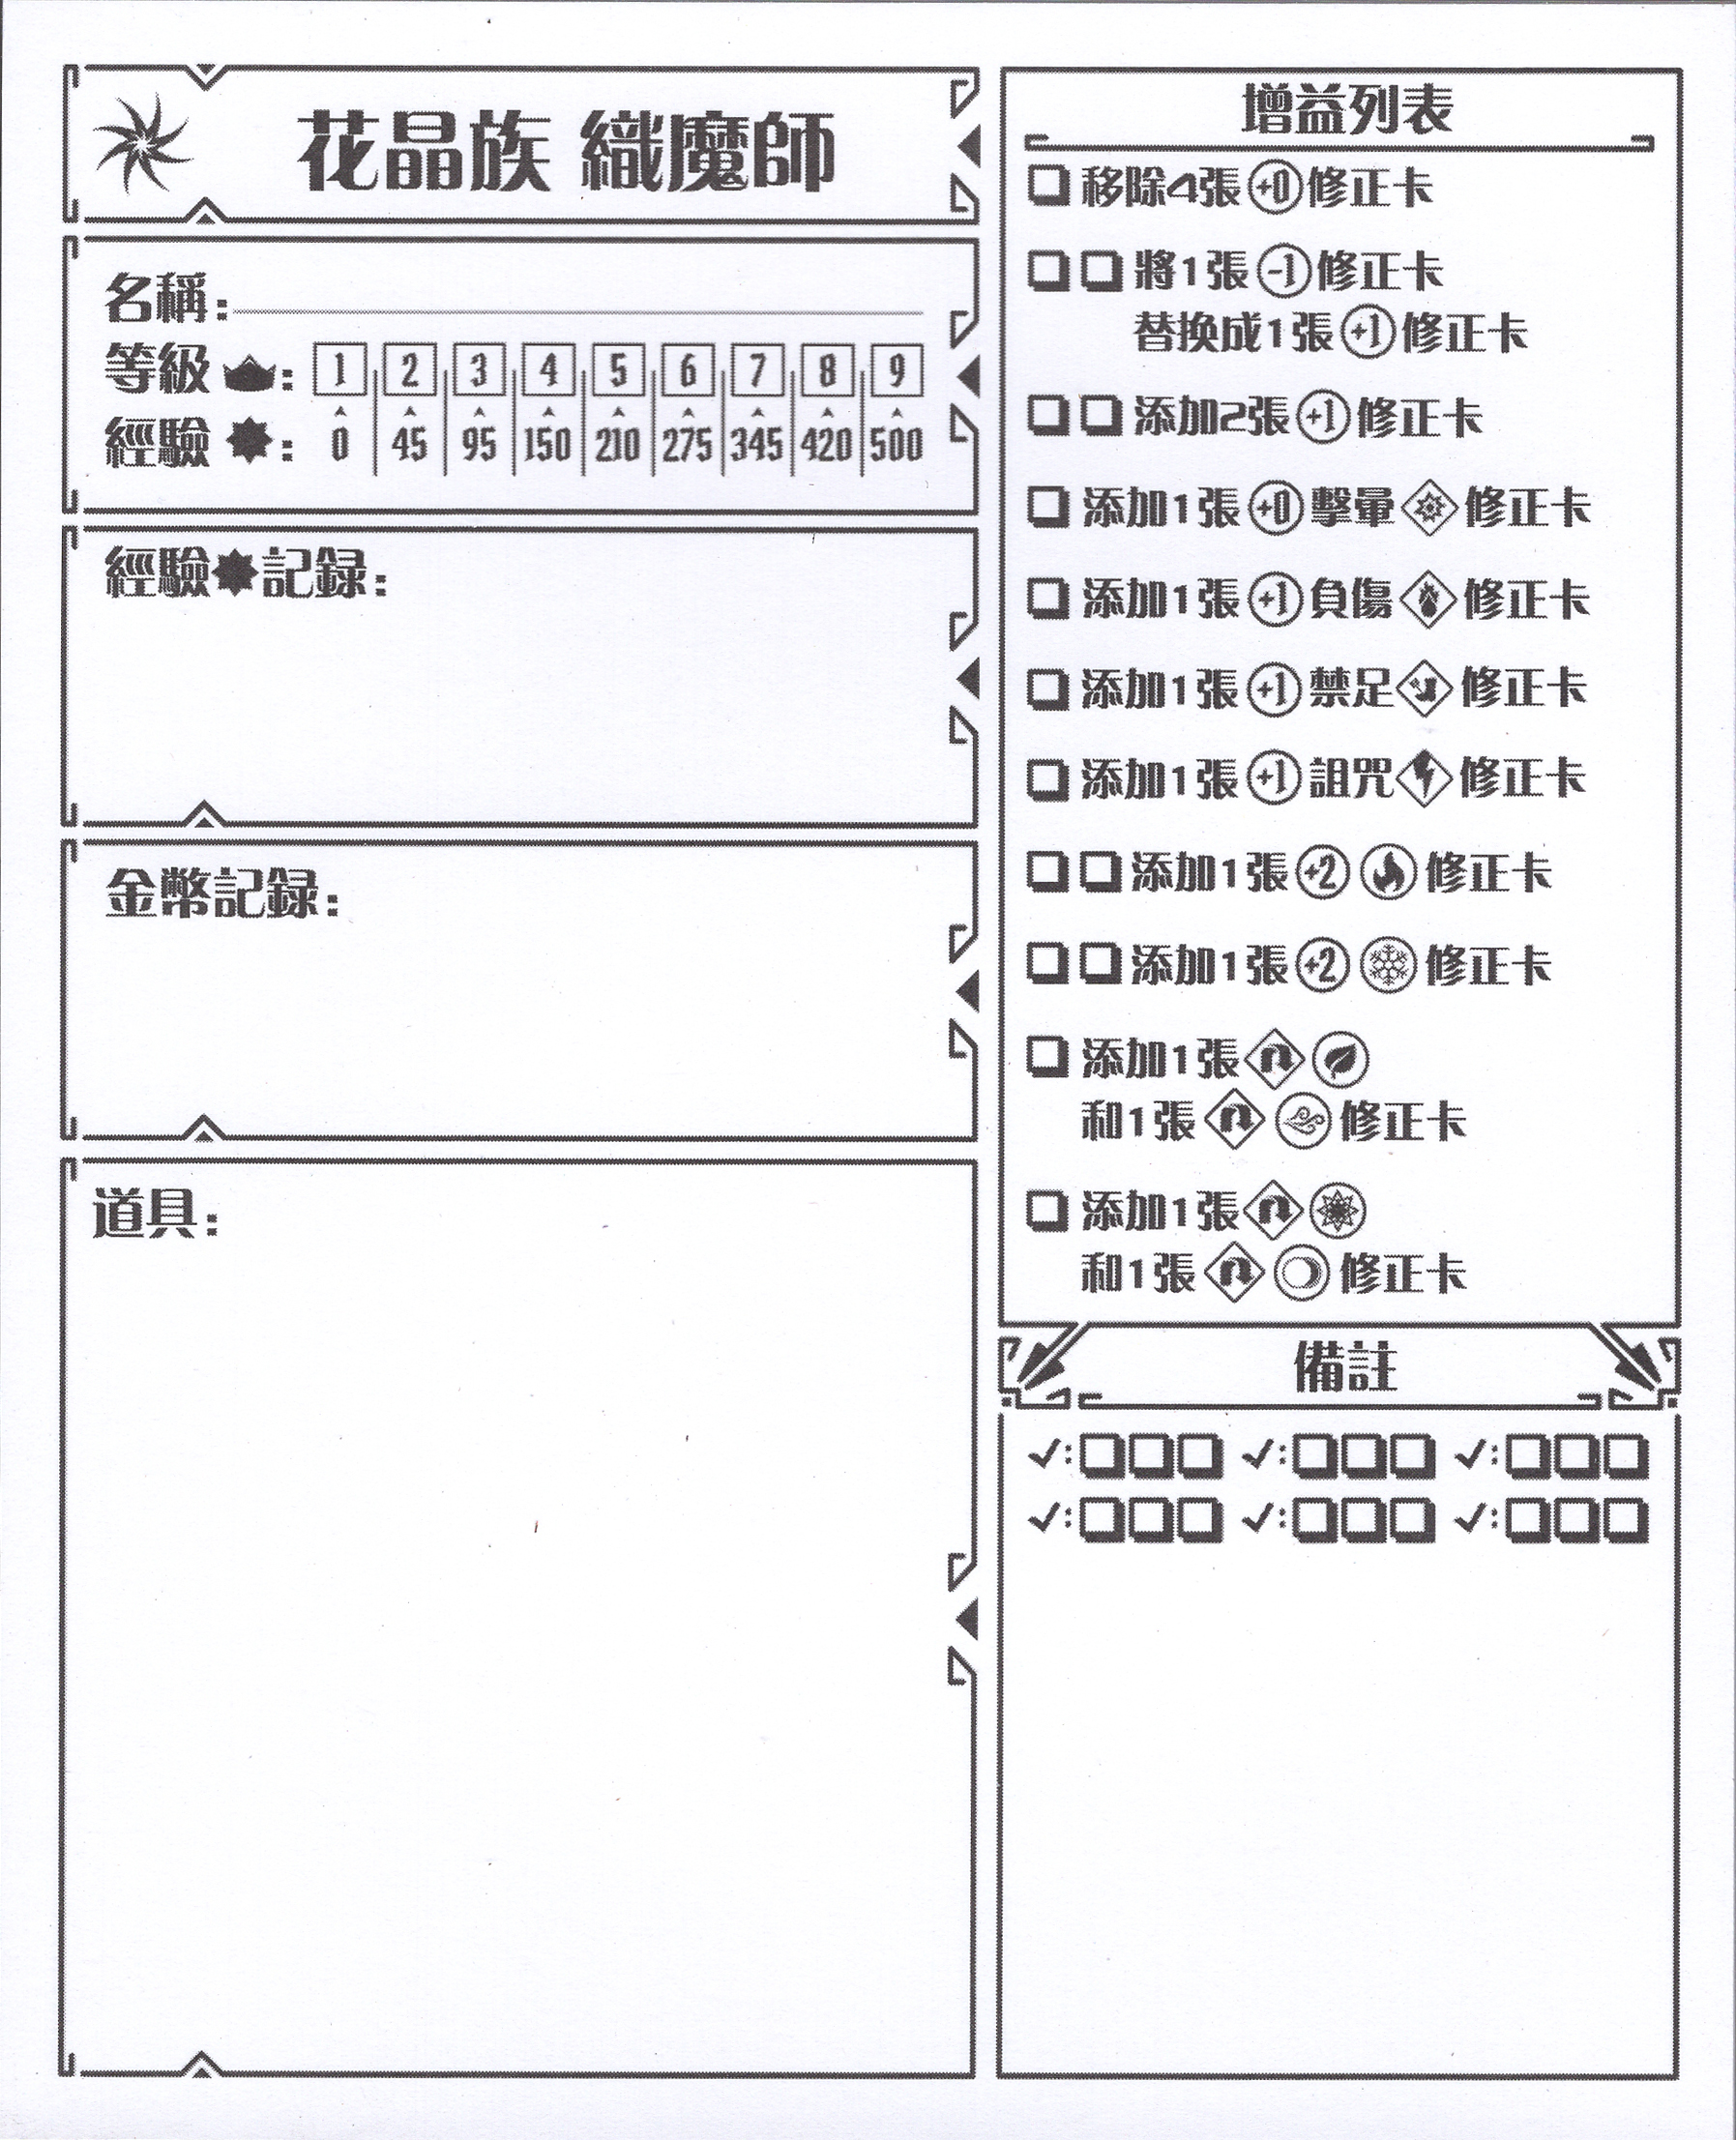 花晶族 織魔師
名稱:
等級 : 1 2 3 4 5 6 7 8 9
經驗 : 0 45 95 150 210 275 345 420 500
經驗 記録:
金幣記録:
道具:
增益列表
移除4張 +0 修正卡
將1張 -1 修正卡
替換成1張 +1 修正卡
添加2張 +1 修正卡
添加1張 +0 擊暈 修正卡
添加1張 +1 負傷 修正卡
添加1張 +1 禁足 修正卡
添加1張 +1 詛咒 修正卡
添加1張 +2 修正卡
添加1張 +2 修正卡
添加1張
和1張 修正卡
添加1張
和1張 修正卡
備註
✓: ✓: ✓:
✓: ✓: ✓: